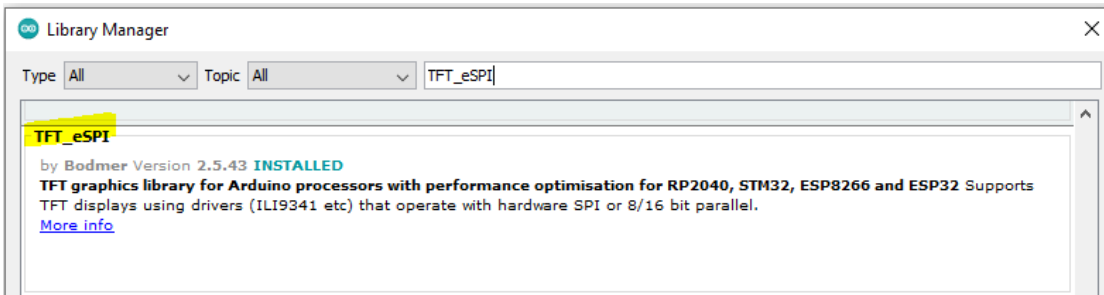 Library Manager
Type All Topic All TFT_eSPI
TFT_eSPI
by Bodmer Version 2.5.43 INSTALLED
TFT graphics library for Arduino processors with performance optimisation for RP2040, STM32, ESP8266 and ESP32 Supports
TFT displays using drivers (ILI9341 etc) that operate with hardware SPI or 8/16 bit parallel.
More info